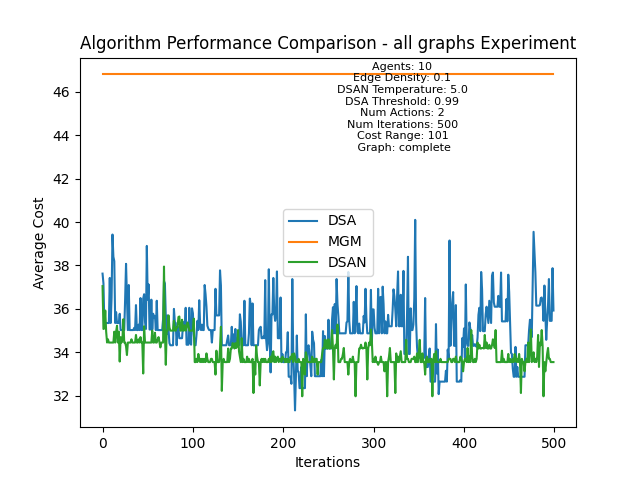 Algorithm Performance Comparison - all graphs Experiment
Agents: 10
Edge Density: 0.1
DSAN Temperature: 5.0
DSA Threshold: 0.99
Num Actions: 2
Num Iterations: 500
Cost Range: 101
Graph: complete
DSA
MGM
DSAN
Average Cost
46
44
42
40
38
36
34
32
0
100
200
300
400
500
Iterations